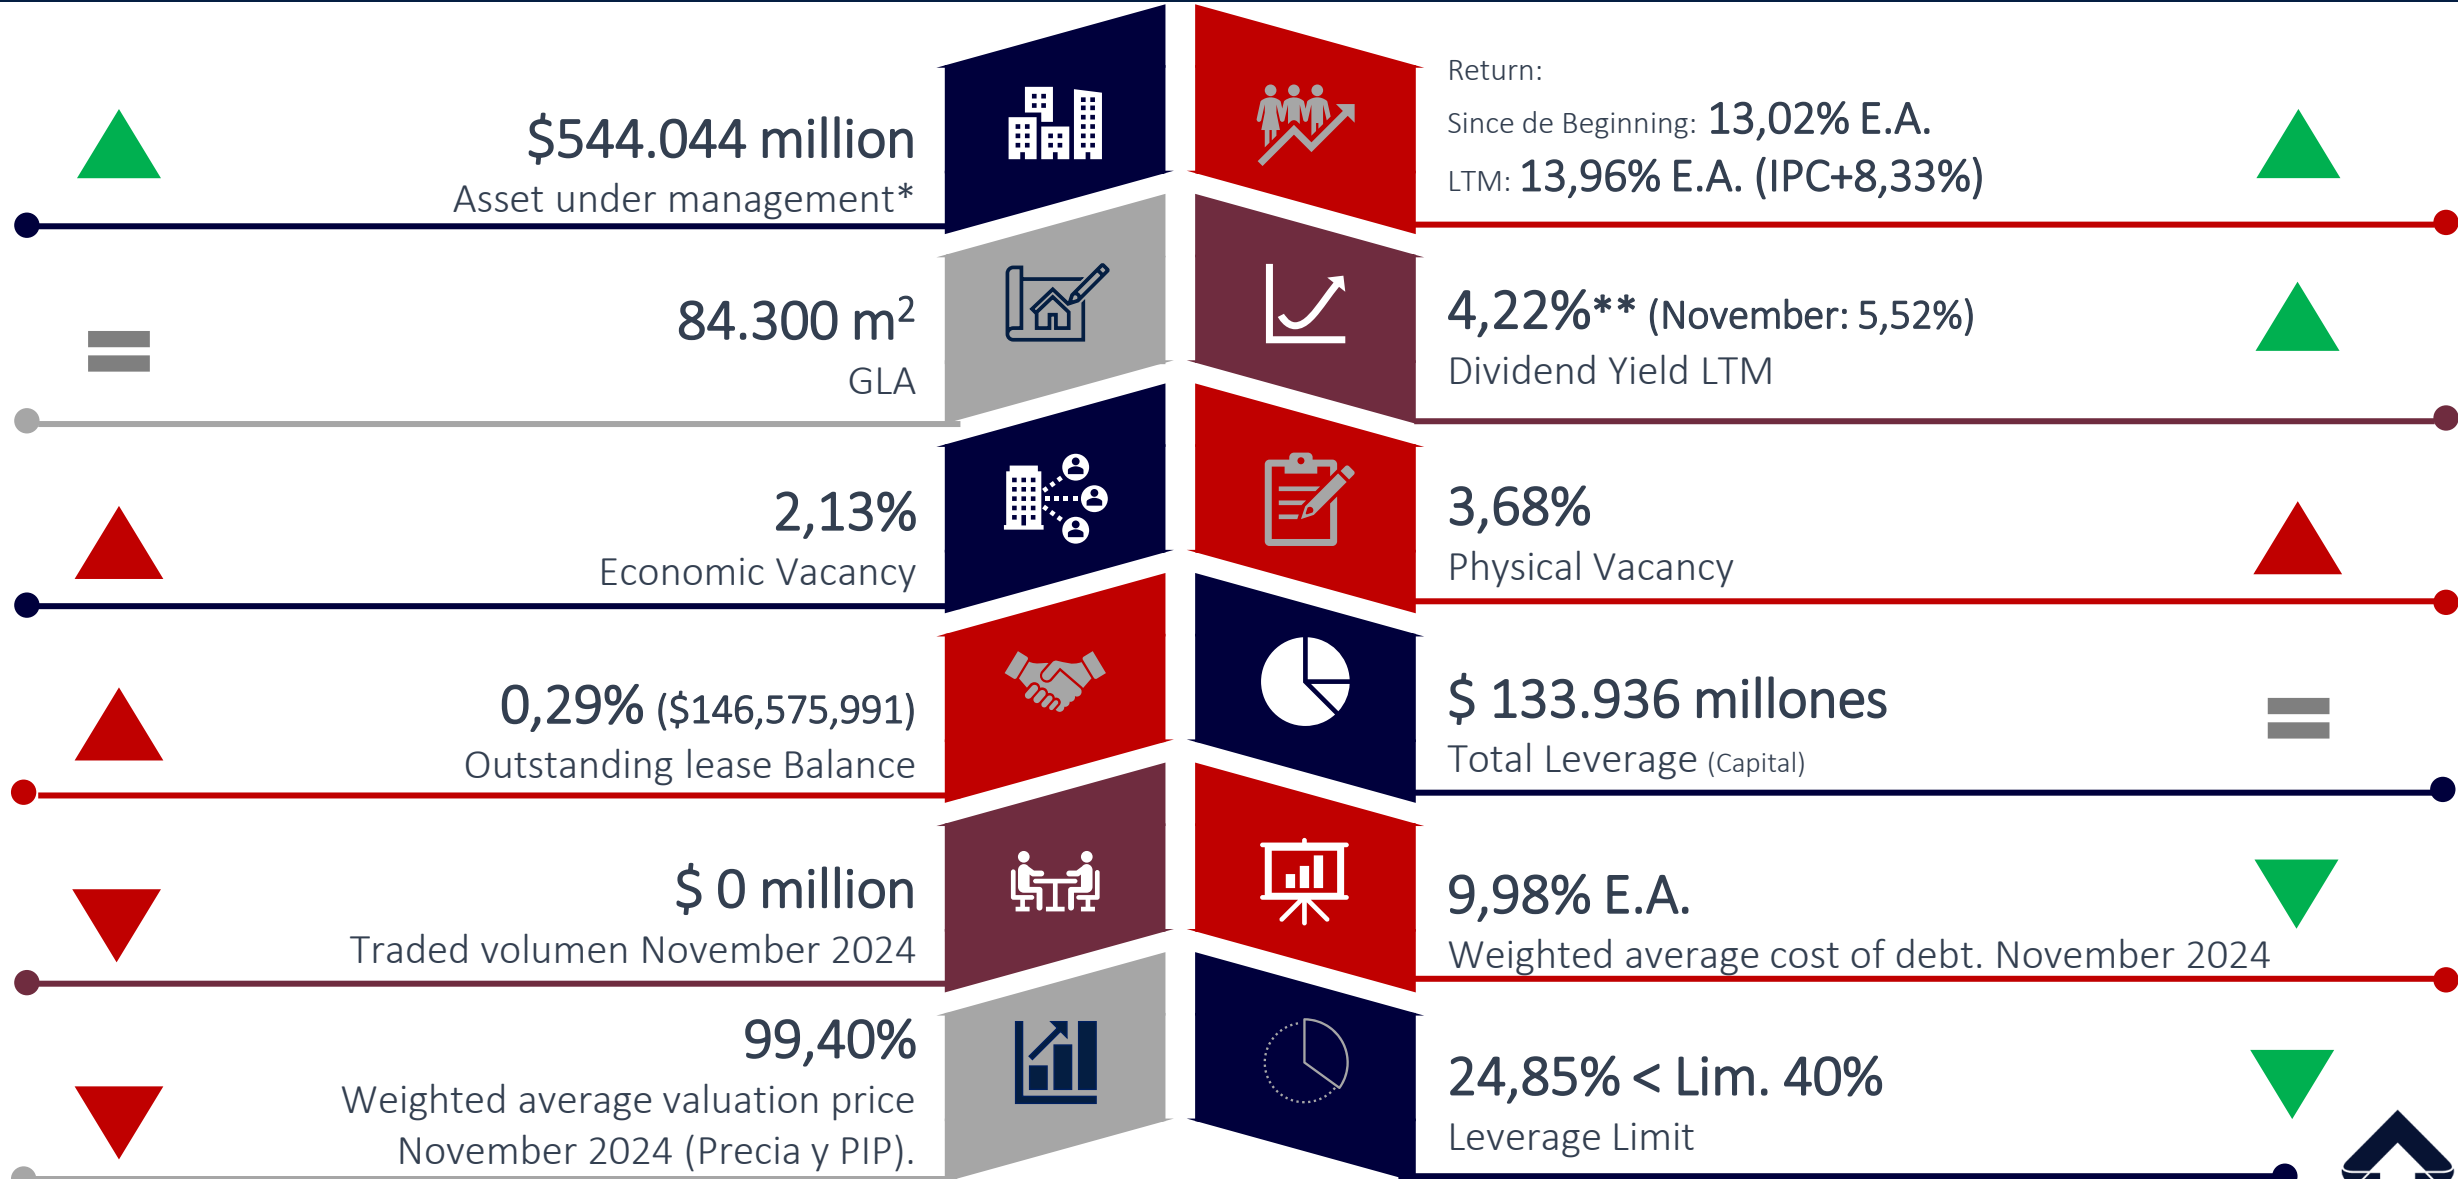 $544.044 million
Asset under management*
84.300 m²
GLA
2,13%
Economic Vacancy
0,29% ($146,575,991)
Outstanding lease Balance
$ 0 million
Traded volumen November 2024
99,40%
Weighted average valuation price
November 2024 (Precia y PIP).
Return:
Since de Beginning: 13,02% E.A.
LTM: 13,96% E.A. (IPC+8,33%)
4,22%** (November: 5,52%)
Dividend Yield LTM
3,68%
Physical Vacancy
$ 133.936 millones
Total Leverage (Capital)
9,98% E.A.
Weighted average cost of debt. November 2024
24,85% < Lim. 40%
Leverage Limit